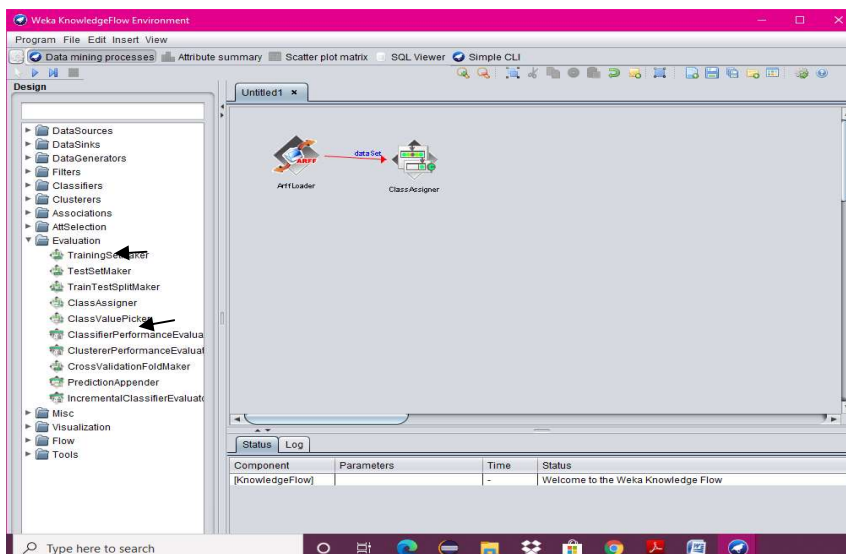 Weka KnowledgeFlow Environment
Program File Edit Insert View
Data mining processes Attribute summary Scatter plot matrix SQL Viewer Simple CLI
Design
Untitled1
DataSources
DataSinks
DataGenerators
Filters
Classifiers
Clusterers
Associations
AttSelection
Evaluation
TrainingSetMaker
TestSetMaker
TrainTestSplitMaker
ClassAssigner
ClassValuePicker
ClassifierPerformanceEvalua
ClustererPerformanceEvaluat
CrossValidationFoldMaker
PredictionAppender
IncrementalClassifierEvaluato
Misc
Visualization
Flow
Tools
ARFF
dataSet
ArffLoader
ClassAssigner
Status Log
Component Parameters Time Status
[KnowledgeFlow] - Welcome to the Weka Knowledge Flow
Type here to search